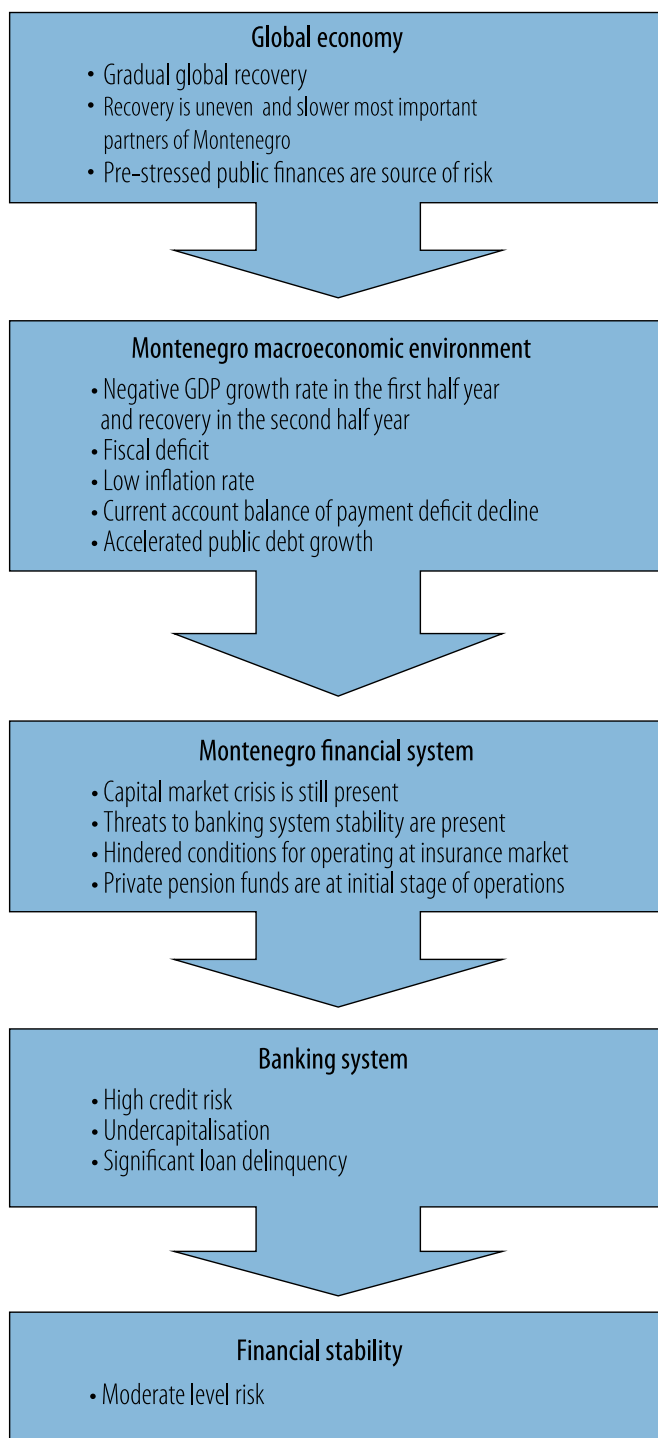 Global economy
• Gradual global recovery
• Recovery is uneven and slower most important
partners of Montenegro
• Pre-stressed public finances are source of risk
Montenegro macroeconomic environment
• Negative GDP growth rate in the first half year
and recovery in the second half year
• Fiscal deficit
• Low inflation rate
• Current account balance of payment deficit decline
• Accelerated public debt growth
Montenegro financial system
• Capital market crisis is still present
• Threats to banking system stability are present
• Hindered conditions for operating at insurance market
• Private pension funds are at initial stage of operations
Banking system
• High credit risk
• Undercapitalisation
• Significant loan delinquency
Financial stability
• Moderate level risk